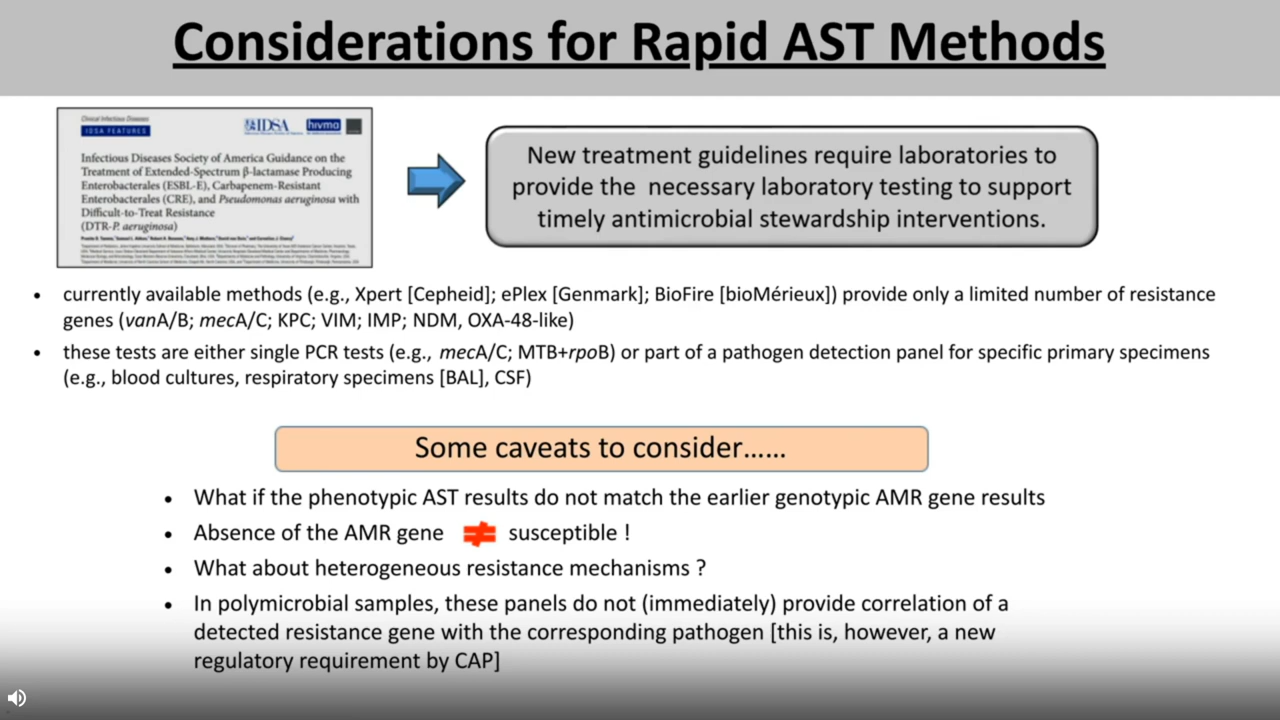 Considerations for Rapid AST Methods
Clinical Infectious Diseases
IDSA FEATURES
IDSA
hivma
Infectious Diseases Society of America Guidance on the
Treatment of Extended-Spectrum β-lactamase Producing
Enterobacterales (ESBL-E), Carbapenem-Resistant
Enterobacterales (CRE), and Pseudomonas aeruginosa with
Difficult-to-Treat Resistance
(DTR-P. aeruginosa)
New treatment guidelines require laboratories to
provide the necessary laboratory testing to support
timely antimicrobial stewardship interventions.
• currently available methods (e.g., Xpert [Cepheid]; ePlex [Genmark]; BioFire [bioMérieux]) provide only a limited number of resistance
genes (vanA/B; mecA/C; KPC; VIM; IMP; NDM, OXA-48-like)
• these tests are either single PCR tests (e.g., mecA/C; MTB+rpoB) or part of a pathogen detection panel for specific primary specimens
(e.g., blood cultures, respiratory specimens [BAL], CSF)
Some caveats to consider……
• What if the phenotypic AST results do not match the earlier genotypic AMR gene results
• Absence of the AMR gene ≠ susceptible !
• What about heterogeneous resistance mechanisms ?
• In polymicrobial samples, these panels do not (immediately) provide correlation of a
detected resistance gene with the corresponding pathogen [this is, however, a new
regulatory requirement by CAP]